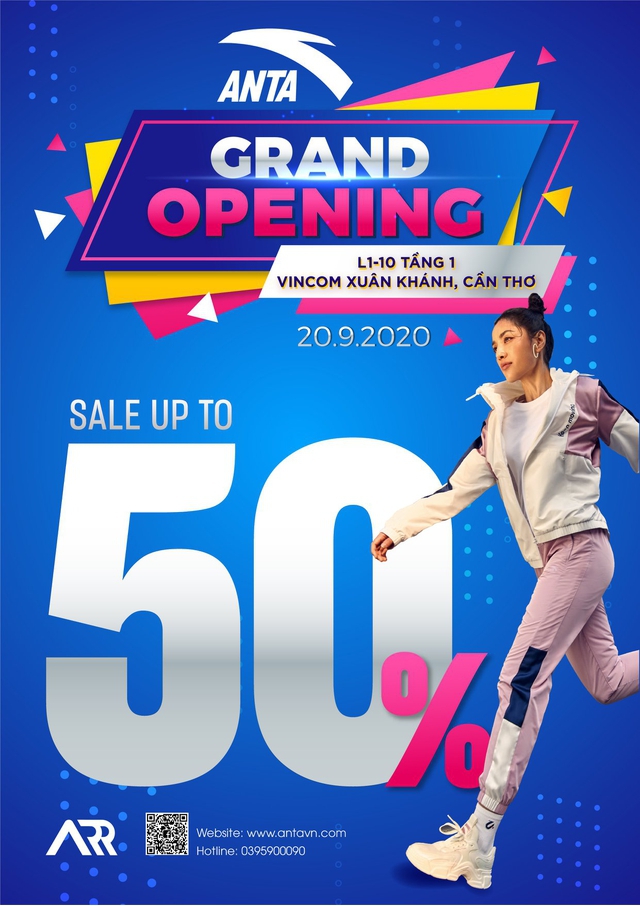 ANTA
GRAND
OPENING
L1-10 TẦNG 1
VINCOM XUÂN KHÁNH, CẦN THƠ
20.9.2020
SALE UP TO
50%
ARR
Website: www.antavn.com
Hotline: 0395900090